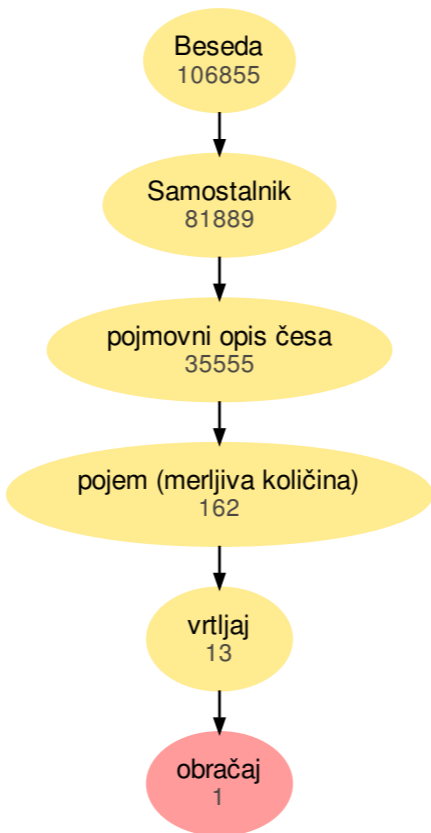 Beseda
106855
Samostalnik
81889
pojmovni opis česa
35555
pojem (merljiva količina)
162
vrtljaj
13
obračaj
1